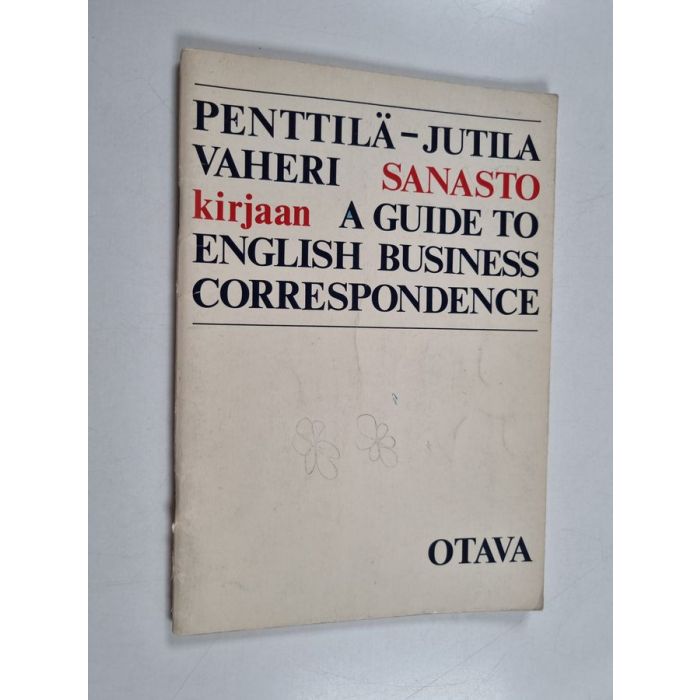 PENTTILÄ-JUTILA
VAHERI SANASTO
kirjaan A GUIDE TO
ENGLISH BUSINESS
CORRESPONDENCE
OTAVA